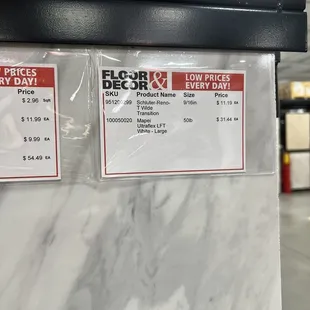 PRICES
DAY!
Price
$ 2.96 Sqft
$ 11.99 EA
$ 9.99 EA
$ 54.49 EA
FLOOR & DECOR
LOW PRICES
EVERY DAY!
SKU Product Name Size Price
Schluter-Reno- 9/16in $ 11.19 EA
T Wide
Transition
100050020 Mapei 50lb $ 31.44 EA
Ultraflex LFT
White - Large